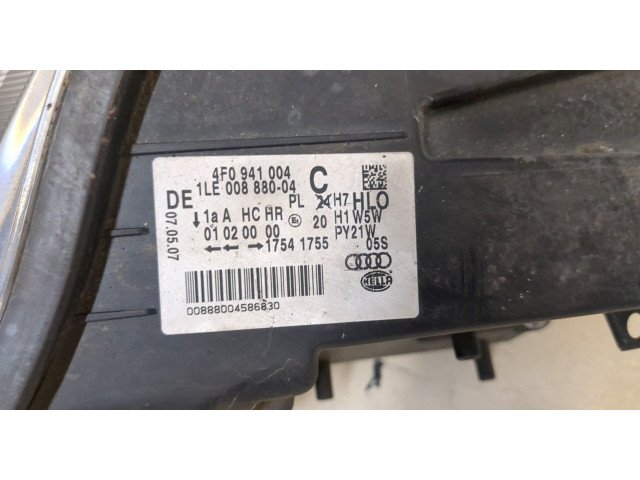 4F0 941 004 C
DE 1LE 008 880-04
PL H7 HLO
1a A HC HR E1 20 H1 W5W
01 02 00 00 PY21W
1754 1755 05S
07.05.07
00888004586830
HELLA